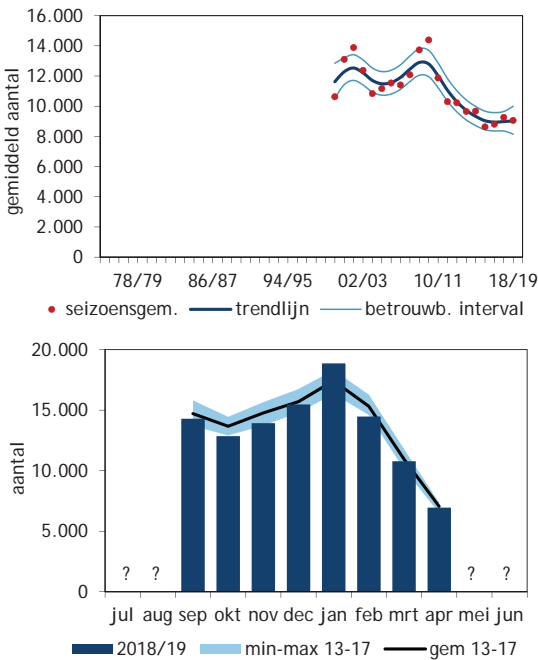 gemiddeld aantal
16.000
14.000
12.000
10.000
8.000
6.000
4.000
2.000
0
78/79 86/87 94/95 02/03 10/11 18/19
seizoensgem. trendlijn betrouwb. interval
aantal
20.000
15.000
10.000
5.000
0
? ? ? ?
jul aug sep okt nov dec jan feb mrt apr mei jun
2018/19 min-max 13-17 gem 13-17